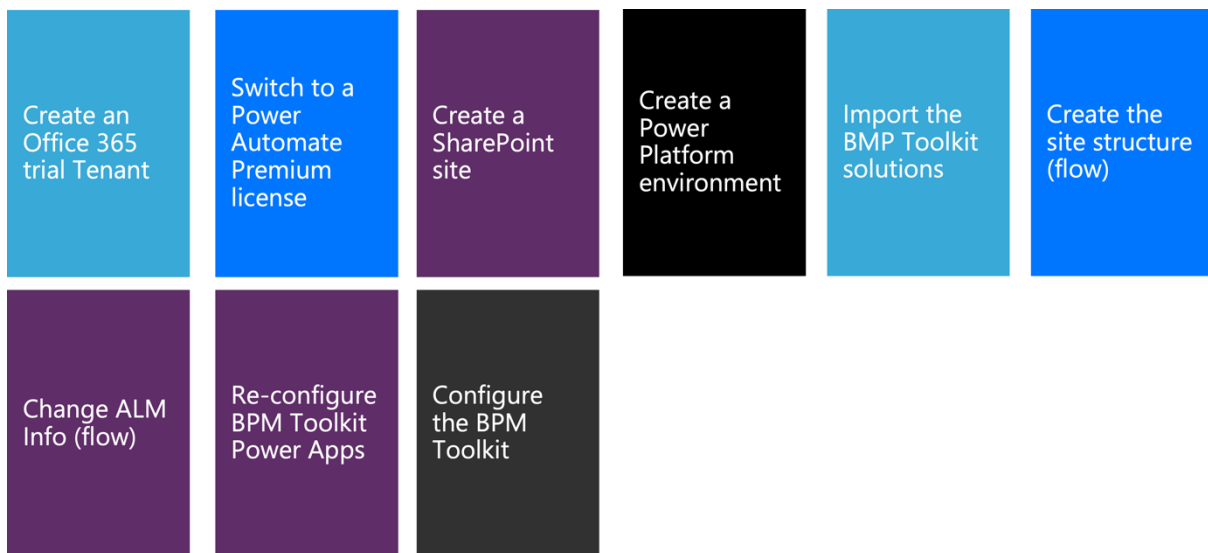 Create an
Office 365
trial Tenant
Switch to a
Power
Automate
Premium
license
Create a
SharePoint
site
Create a
Power
Platform
environment
Import the
BMP Toolkit
solutions
Create the
site structure
(flow)
Change ALM
Info (flow)
Re-configure
BPM Toolkit
Power Apps
Configure
the BPM
Toolkit